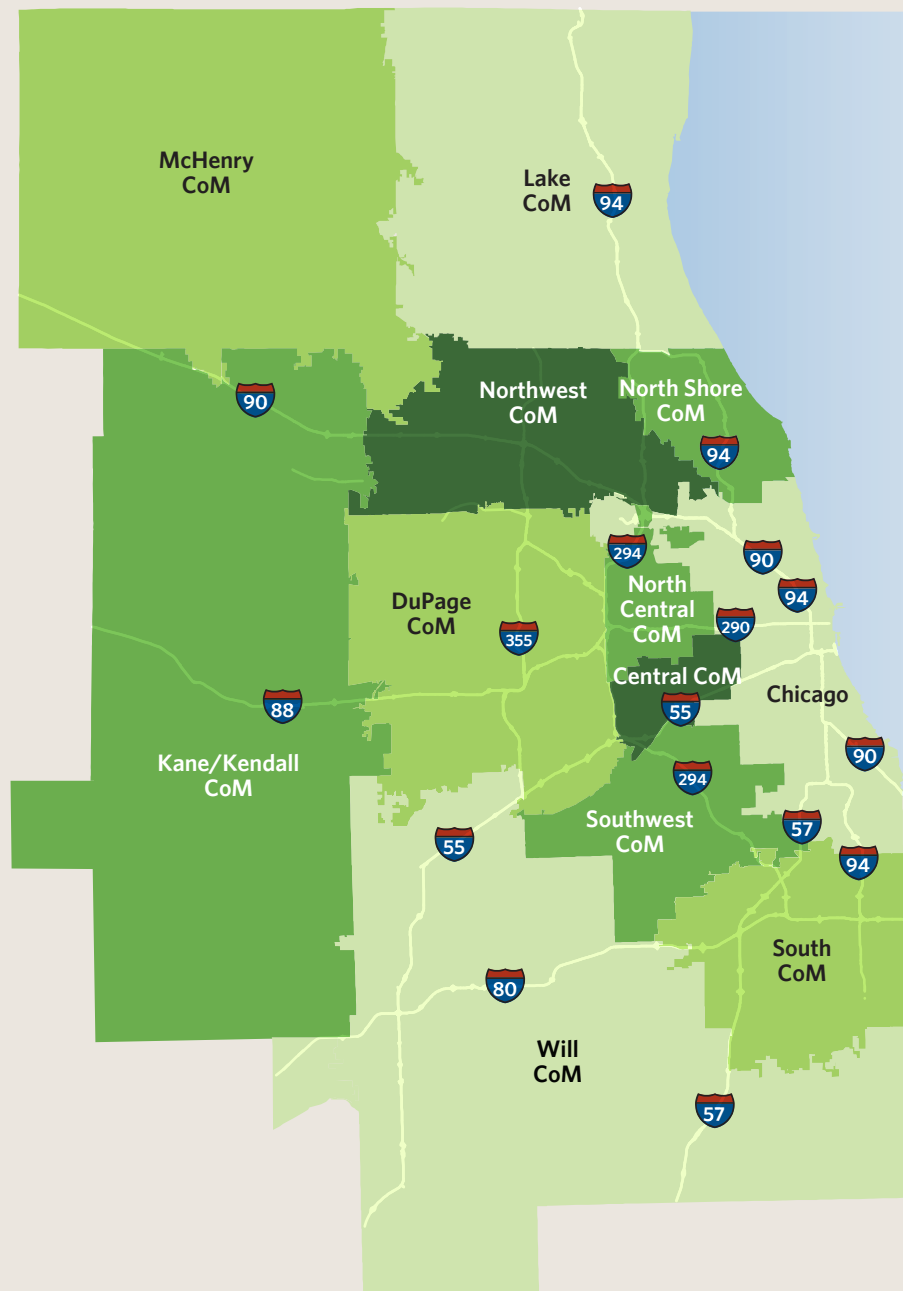 McHenry
CoM
Lake
CoM
94
90
Northwest
CoM
North Shore
CoM
94
294
90
94
North
Central
CoM
290
DuPage
CoM
355
Central CoM
55
Chicago
88
90
Kane/Kendall
CoM
294
Southwest
CoM
57
55
94
South
CoM
80
Will
CoM
57